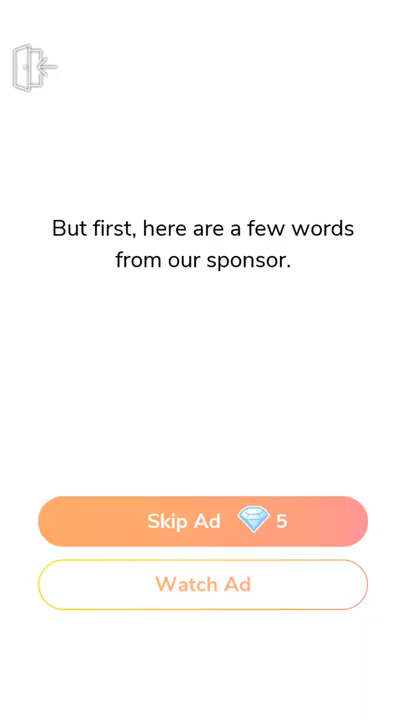 But first, here are a few words
from our sponsor.
Skip Ad 5
Watch Ad